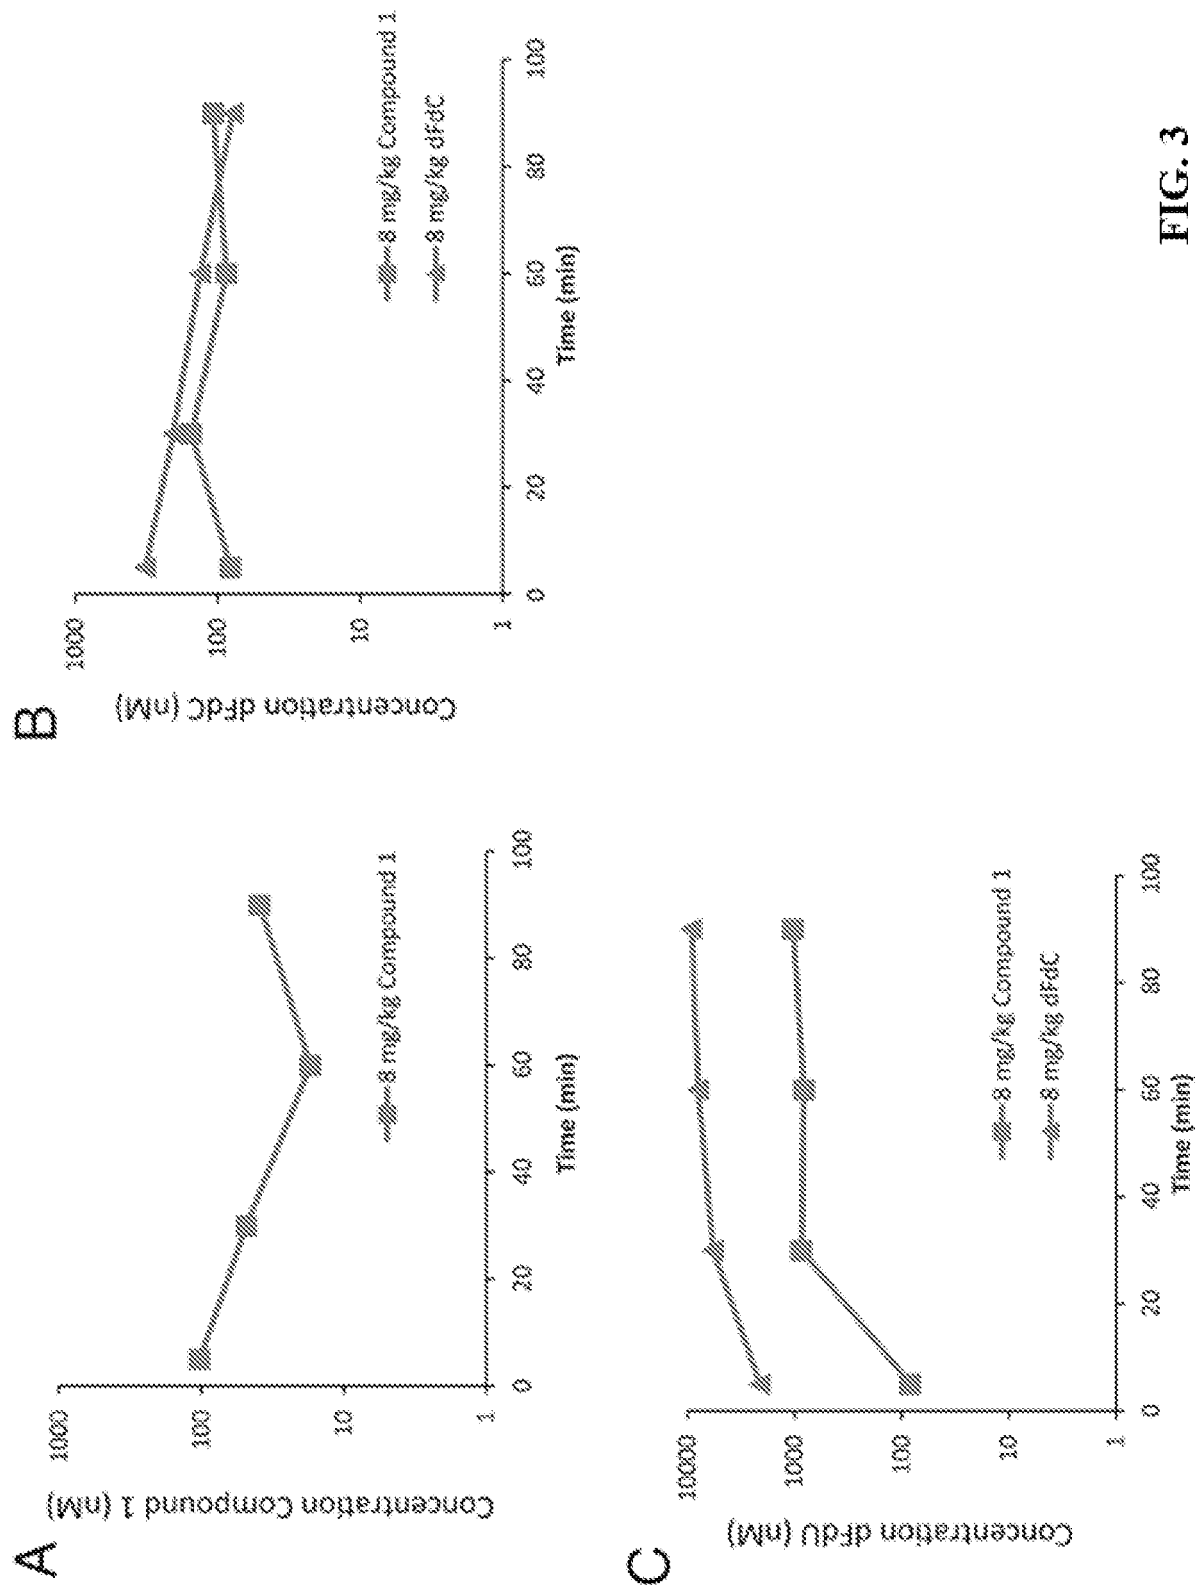 A
Concentration Compound 1 (nM)
1000
100
10
1
0
20
40
60
80
100
Time (min)
8 mg/kg Compound 1
B
Concentration dFdC (nM)
1000
100
10
1
0
20
40
60
80
100
Time (min)
8 mg/kg Compound 1
8 mg/kg dFdC
C
Concentration dFdU (nM)
10000
1000
100
10
1
0
20
40
60
80
100
Time (min)
8 mg/kg Compound 1
8 mg/kg dFdC
FIG. 3